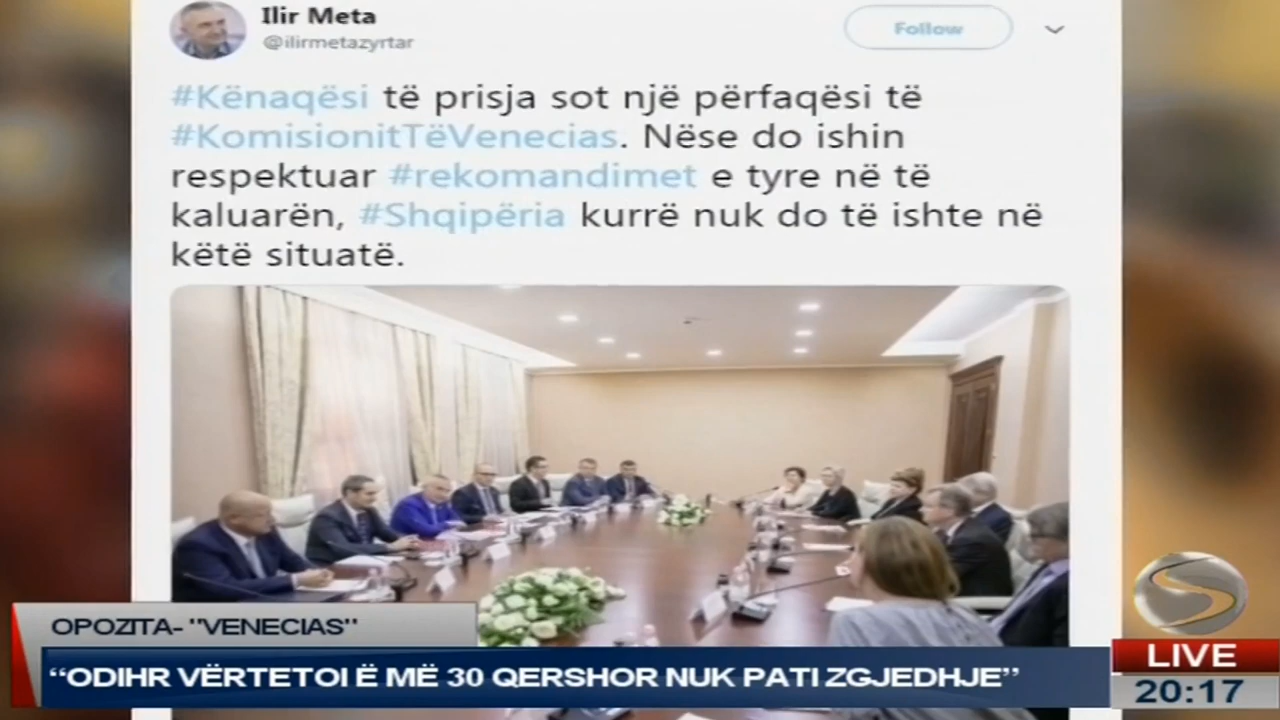 Ilir Meta
@ilirmetazyrtar
Follow
#Kënaqësi të prisja sot një përfaqësi të
#KomisionitTëVenecias. Nëse do ishin
respektuar #rekomandimet e tyre në të
kaluarën, #Shqipëria kurrë nuk do të ishte në
këtë situatë.
OPOZITA- "VENECIAS"
“ODIHR VËRTETOI Ë MË 30 QERSHOR NUK PATI ZGJEDHJE”
LIVE
20:17